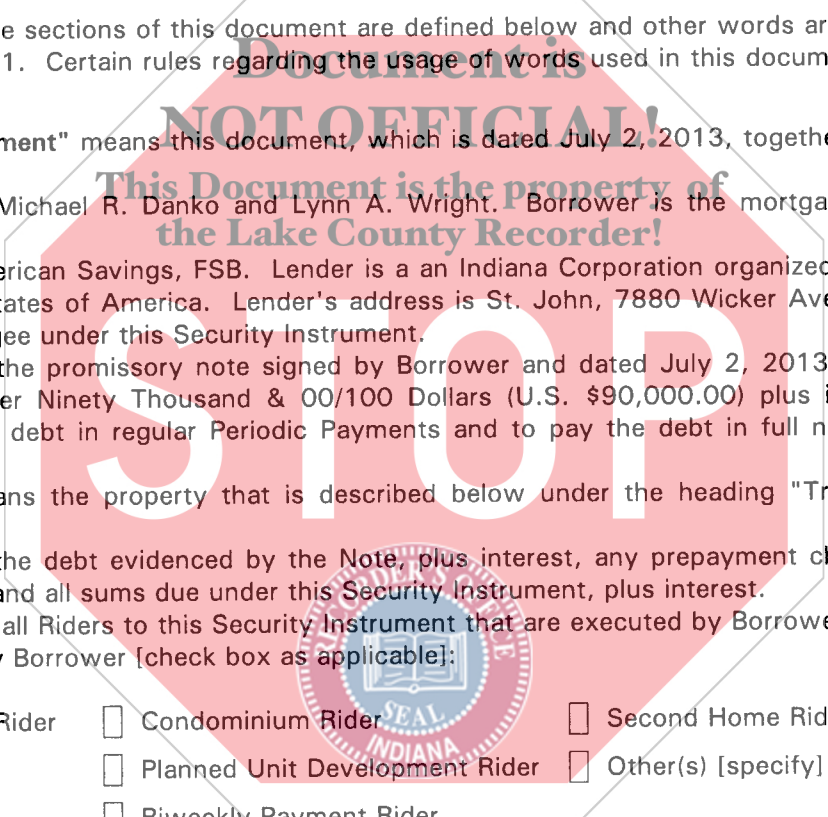 e sections of this document are defined below and other words ar
Document is
1. Certain rules regarding the usage of words used in this docum
NOT OFFICIAL!
ment" means this document, which is dated July 2, 2013, togethe
This Document is the property of
Michael R. Danko and Lynn A. Wright. Borrower is the mortga
the Lake County Recorder!
erican Savings, FSB. Lender is a an Indiana Corporation organized
tates of America. Lender's address is St. John, 7880 Wicker Ave
ee under this Security Instrument.
the promissory note signed by Borrower and dated July 2, 2013
er Ninety Thousand & 00/100 Dollars (U.S. $90,000.00) plus i
debt in regular Periodic Payments and to pay the debt in full n
STOP
ans the property that is described below under the heading "Tr
the debt evidenced by the Note, plus interest, any prepayment ch
and all sums due under this Security Instrument, plus interest.
all Riders to this Security Instrument that are executed by Borrowe
y Borrower [check box as applicable]:
RECORDER'S OFFICE
SEAL
INDIANA
Rider Condominium Rider Second Home Rid
Planned Unit Development Rider Other(s) [specify]
Biweekly Payment Rider